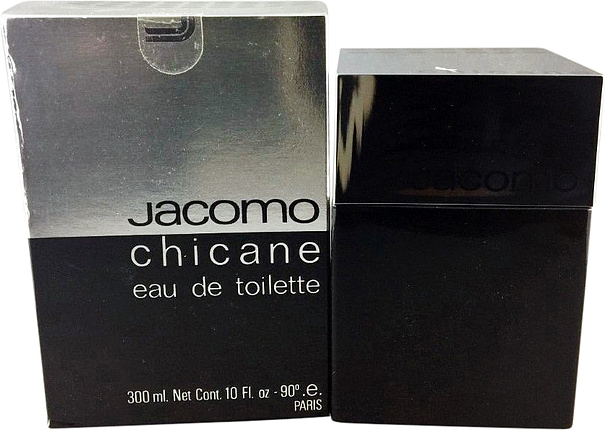 Jacomo
chicane
eau de toilette
300 ml. Net Cont. 10 Fl. oz - 90° .e.
PARIS
Jacomo